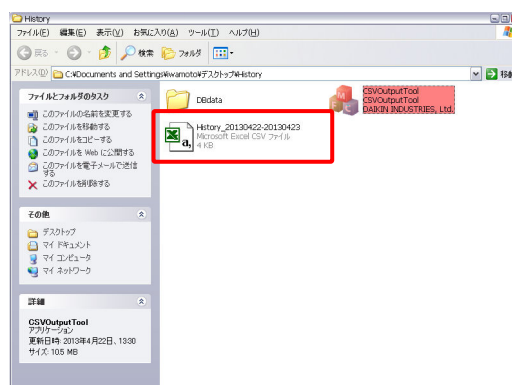 History
ファイル(F) 編集(E) 表示(V) お気に入り(A) ツール(T) ヘルプ(H)
戻る 検索 フォルダ
アドレス(D) C:¥Documents and Settings¥iwamoto¥デスクトップ¥History 移動
ファイルとフォルダのタスク
このファイルの名前を変更する
このファイルを移動する
このファイルをコピーする
このファイルを Web に公開する
このファイルを電子メールで送信
する
このファイルを削除する
その他
デスクトップ
マイ ドキュメント
マイ コンピュータ
マイ ネットワーク
詳細
CSVOutputTool
アプリケーション
更新日時: 2013年4月22日、13:30
サイズ: 105 MB
DBdata
CSVOutputTool
CSVOutputTool
DAIKIN INDUSTRIES, Ltd.
History_20130422-20130423
Microsoft Excel CSV ファイル
4 KB